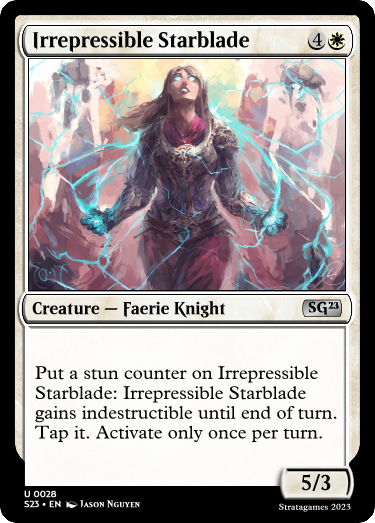 Irrepressible Starblade 4
Creature — Faerie Knight SG23
Put a stun counter on Irrepressible
Starblade: Irrepressible Starblade
gains indestructible until end of turn.
Tap it. Activate only once per turn.
5/3
U 0028
S23 • EN Jason Nguyen
Stratagames 2023